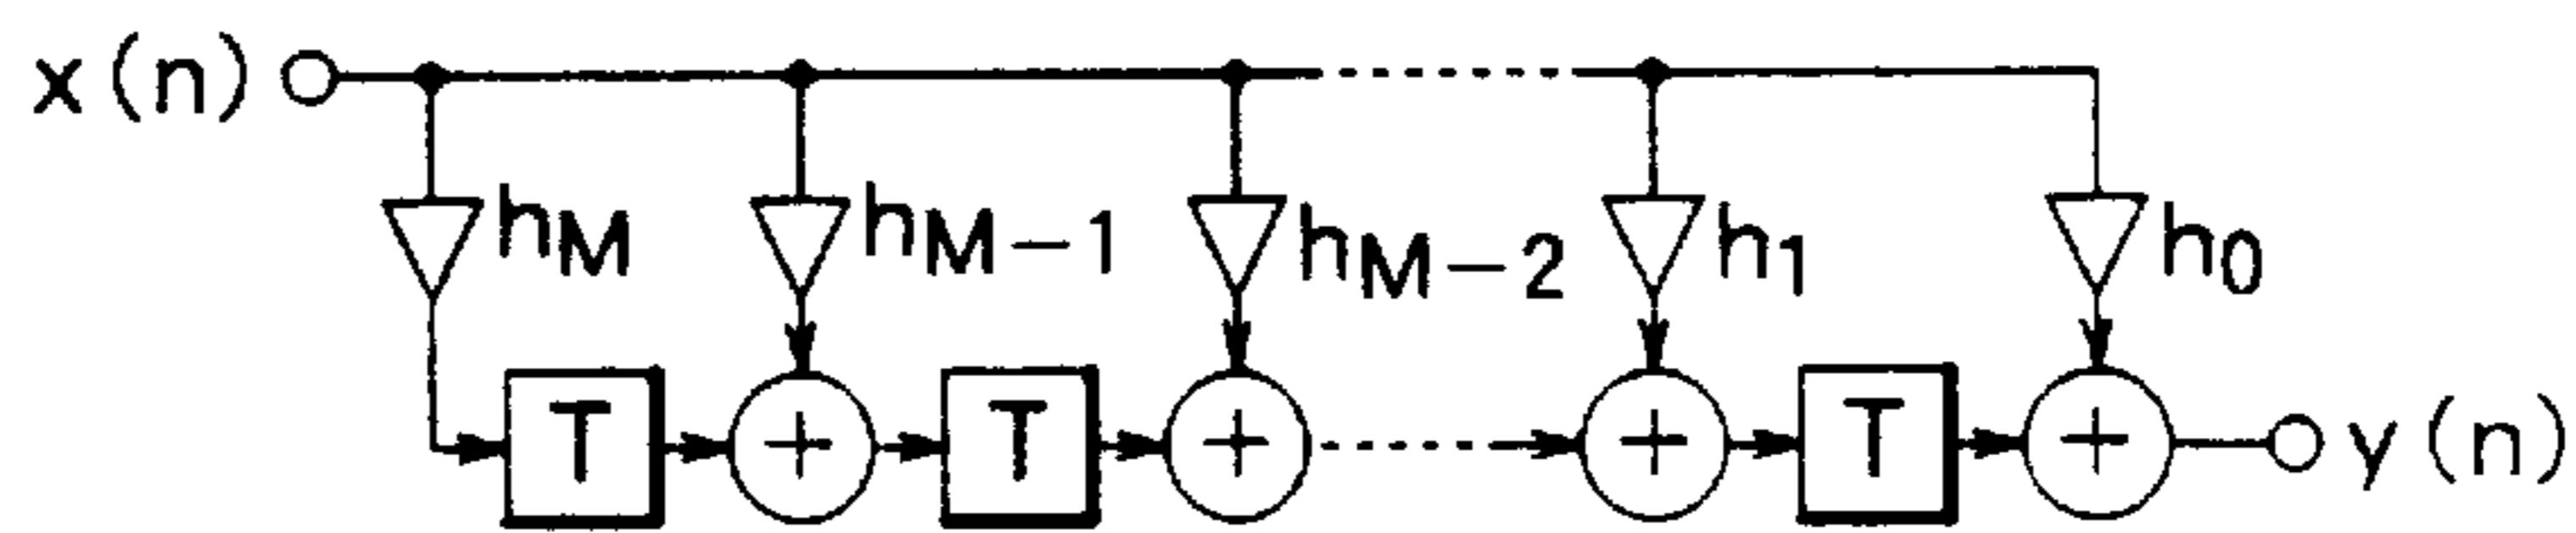 x(n)
hM hM−1 hM−2 h1 h0
T + T + + T + y(n)